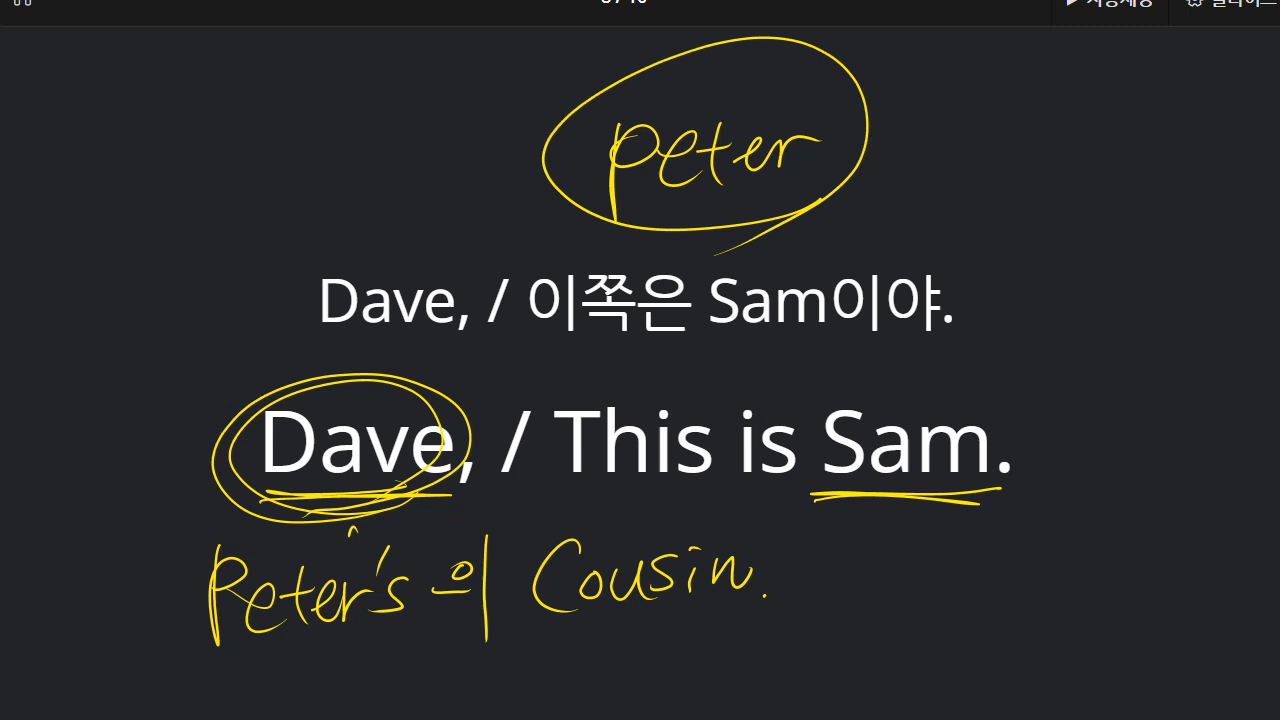 peter
Dave, / 이쪽은 Sam이야.
Dave, / This is Sam.
Peter's 의 Cousin.